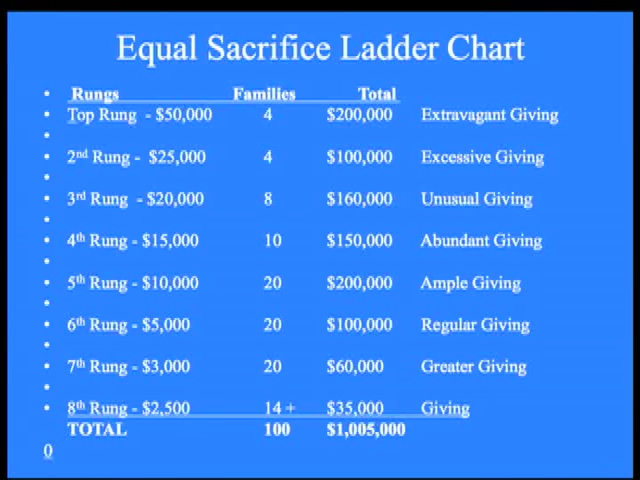 Equal Sacrifice Ladder Chart
• Rungs Families Total
• Top Rung - $50,000 4 $200,000 Extravagant Giving
•
• 2nd Rung - $25,000 4 $100,000 Excessive Giving
•
• 3rd Rung - $20,000 8 $160,000 Unusual Giving
•
• 4th Rung - $15,000 10 $150,000 Abundant Giving
•
• 5th Rung - $10,000 20 $200,000 Ample Giving
•
• 6th Rung - $5,000 20 $100,000 Regular Giving
•
• 7th Rung - $3,000 20 $60,000 Greater Giving
•
• 8th Rung - $2,500 14 + $35,000 Giving
TOTAL 100 $1,005,000
0